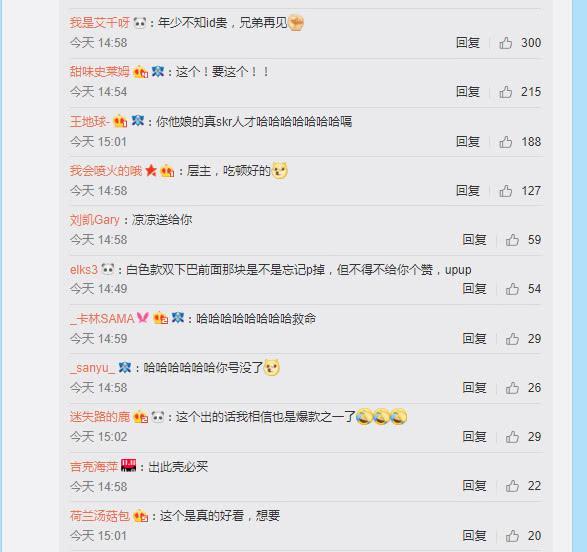 我是艾千呀：年少不知id贵，兄弟再见
今天 14:58 回复 300
甜味史莱姆：这个！要这个！！
今天 14:54 回复 215
王地球-：你他娘的真skr人才哈哈哈哈哈哈哈嗝
今天 15:01 回复 188
我会喷火的哦：层主，吃顿好的
今天 14:58 回复 127
刘凯Gary：凉凉送给你
今天 14:58 回复 59
elks3：白色款双下巴前面那块是不是忘记p掉，但不得不给你个赞，upup
今天 14:49 回复 54
_卡林SAMA：哈哈哈哈哈哈哈哈救命
今天 14:59 回复 29
_sanyu_：哈哈哈哈哈哈你号没了
今天 14:58 回复 26
迷失路的鹿：这个出的话我相信也是爆款之一了
今天 15:02 回复 29
吉克海萍：出此壳必买
今天 14:58 回复 22
荷兰汤菇包：这个是真的好看，想要
今天 15:01 回复 20